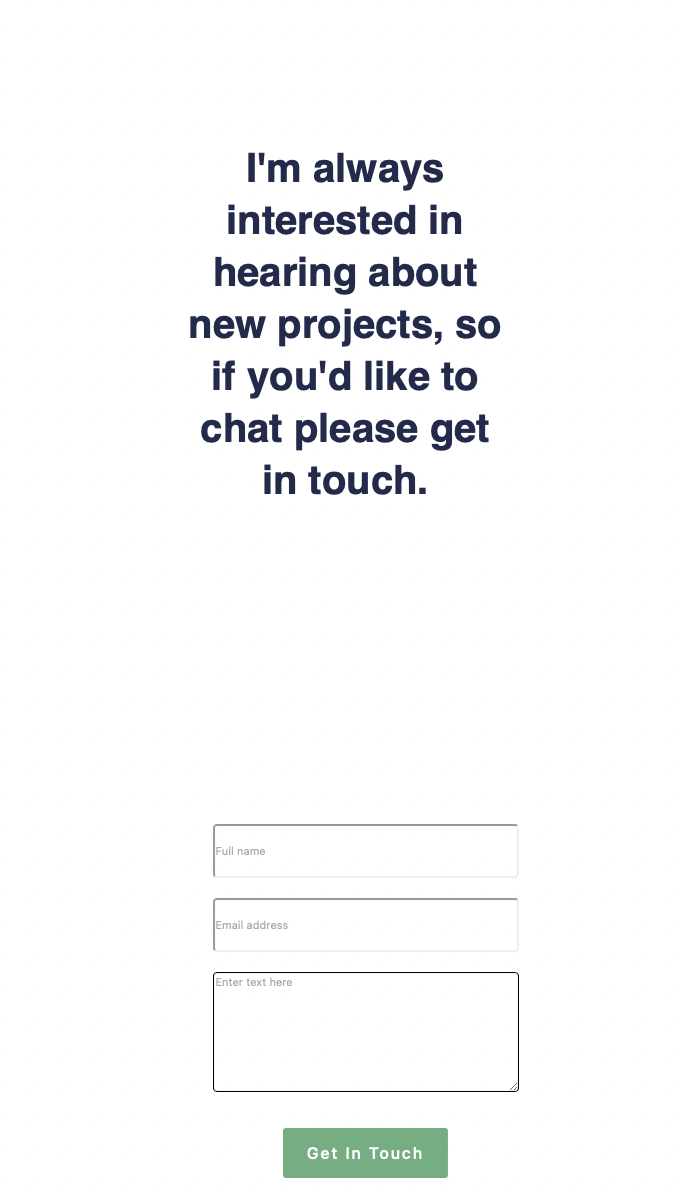 I'm always
interested in
hearing about
new projects, so
if you'd like to
chat please get
in touch.
Full name
Email address
Enter text here
Get In Touch